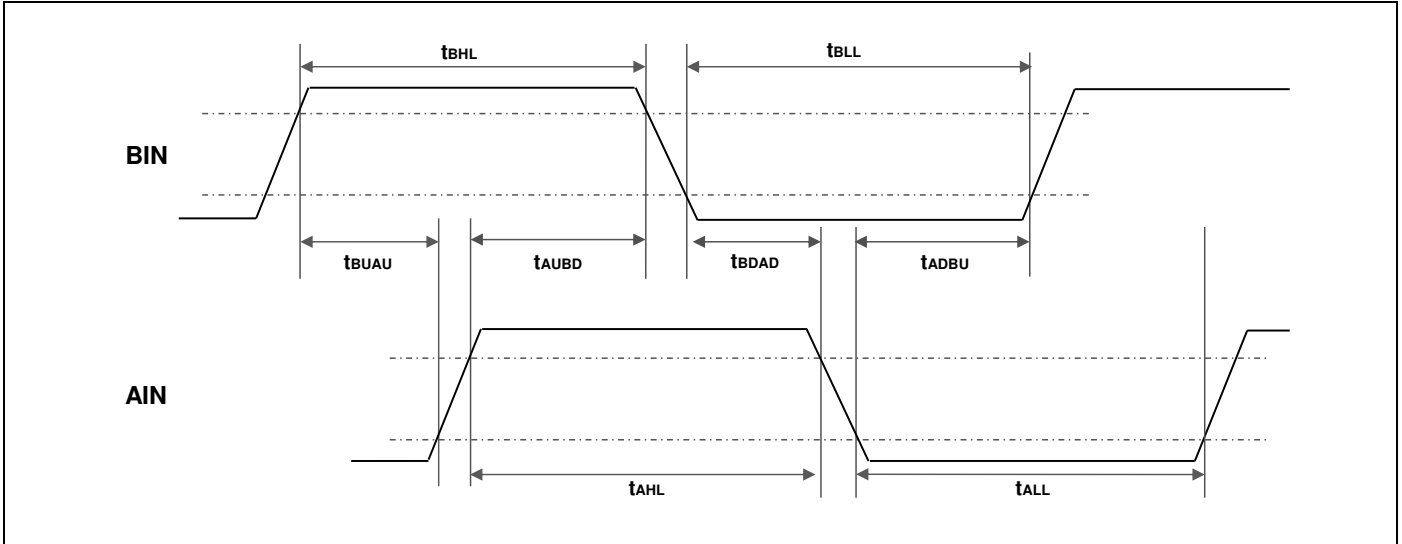 tBHL
tBLL
BIN
tBUAU
tAUBD
tBDAD
tADBU
AIN
tAHL
tALL